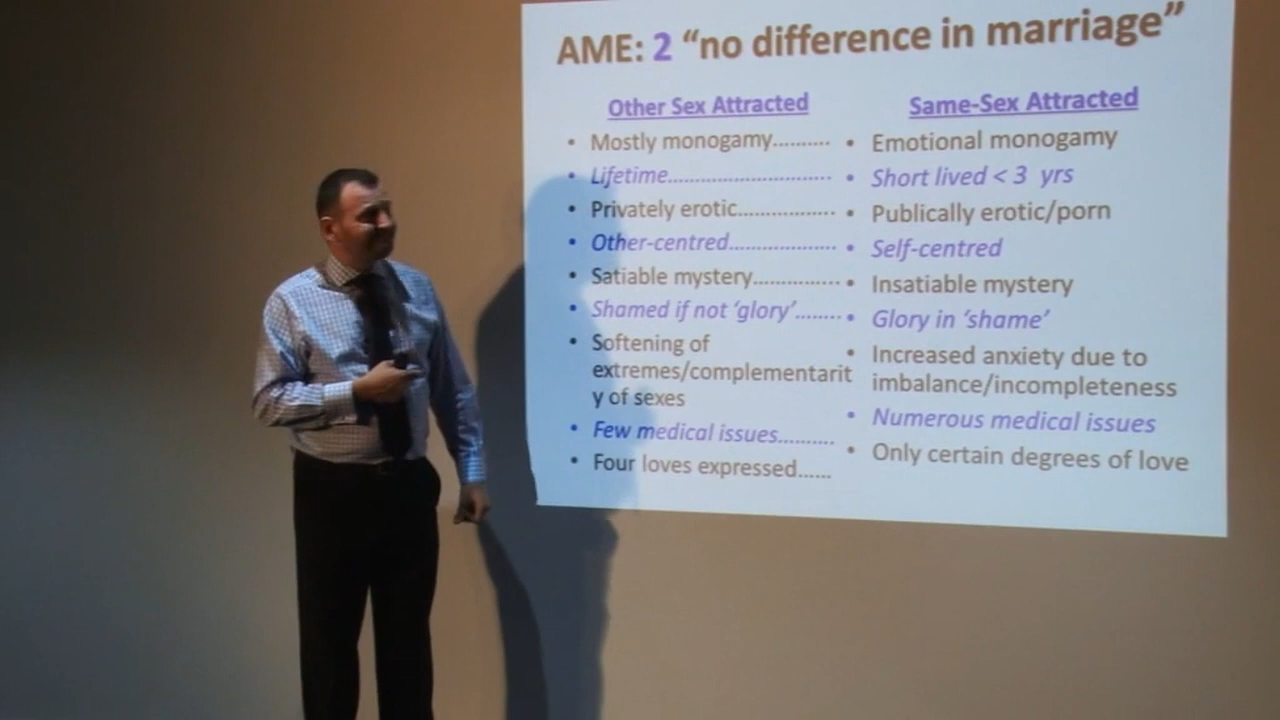 AME: 2 “no difference in marriage”
Other Sex Attracted
• Mostly monogamy..........
• Lifetime..............................
• Privately erotic..................
• Other-centred....................
• Satiable mystery................
• Shamed if not ‘glory’........
• Softening of
extremes/complementarit
y of sexes
• Few medical issues..........
• Four loves expressed......
Same-Sex Attracted
• Emotional monogamy
• Short lived < 3 yrs
• Publically erotic/porn
• Self-centred
• Insatiable mystery
• Glory in ‘shame’
• Increased anxiety due to
imbalance/incompleteness
• Numerous medical issues
• Only certain degrees of love